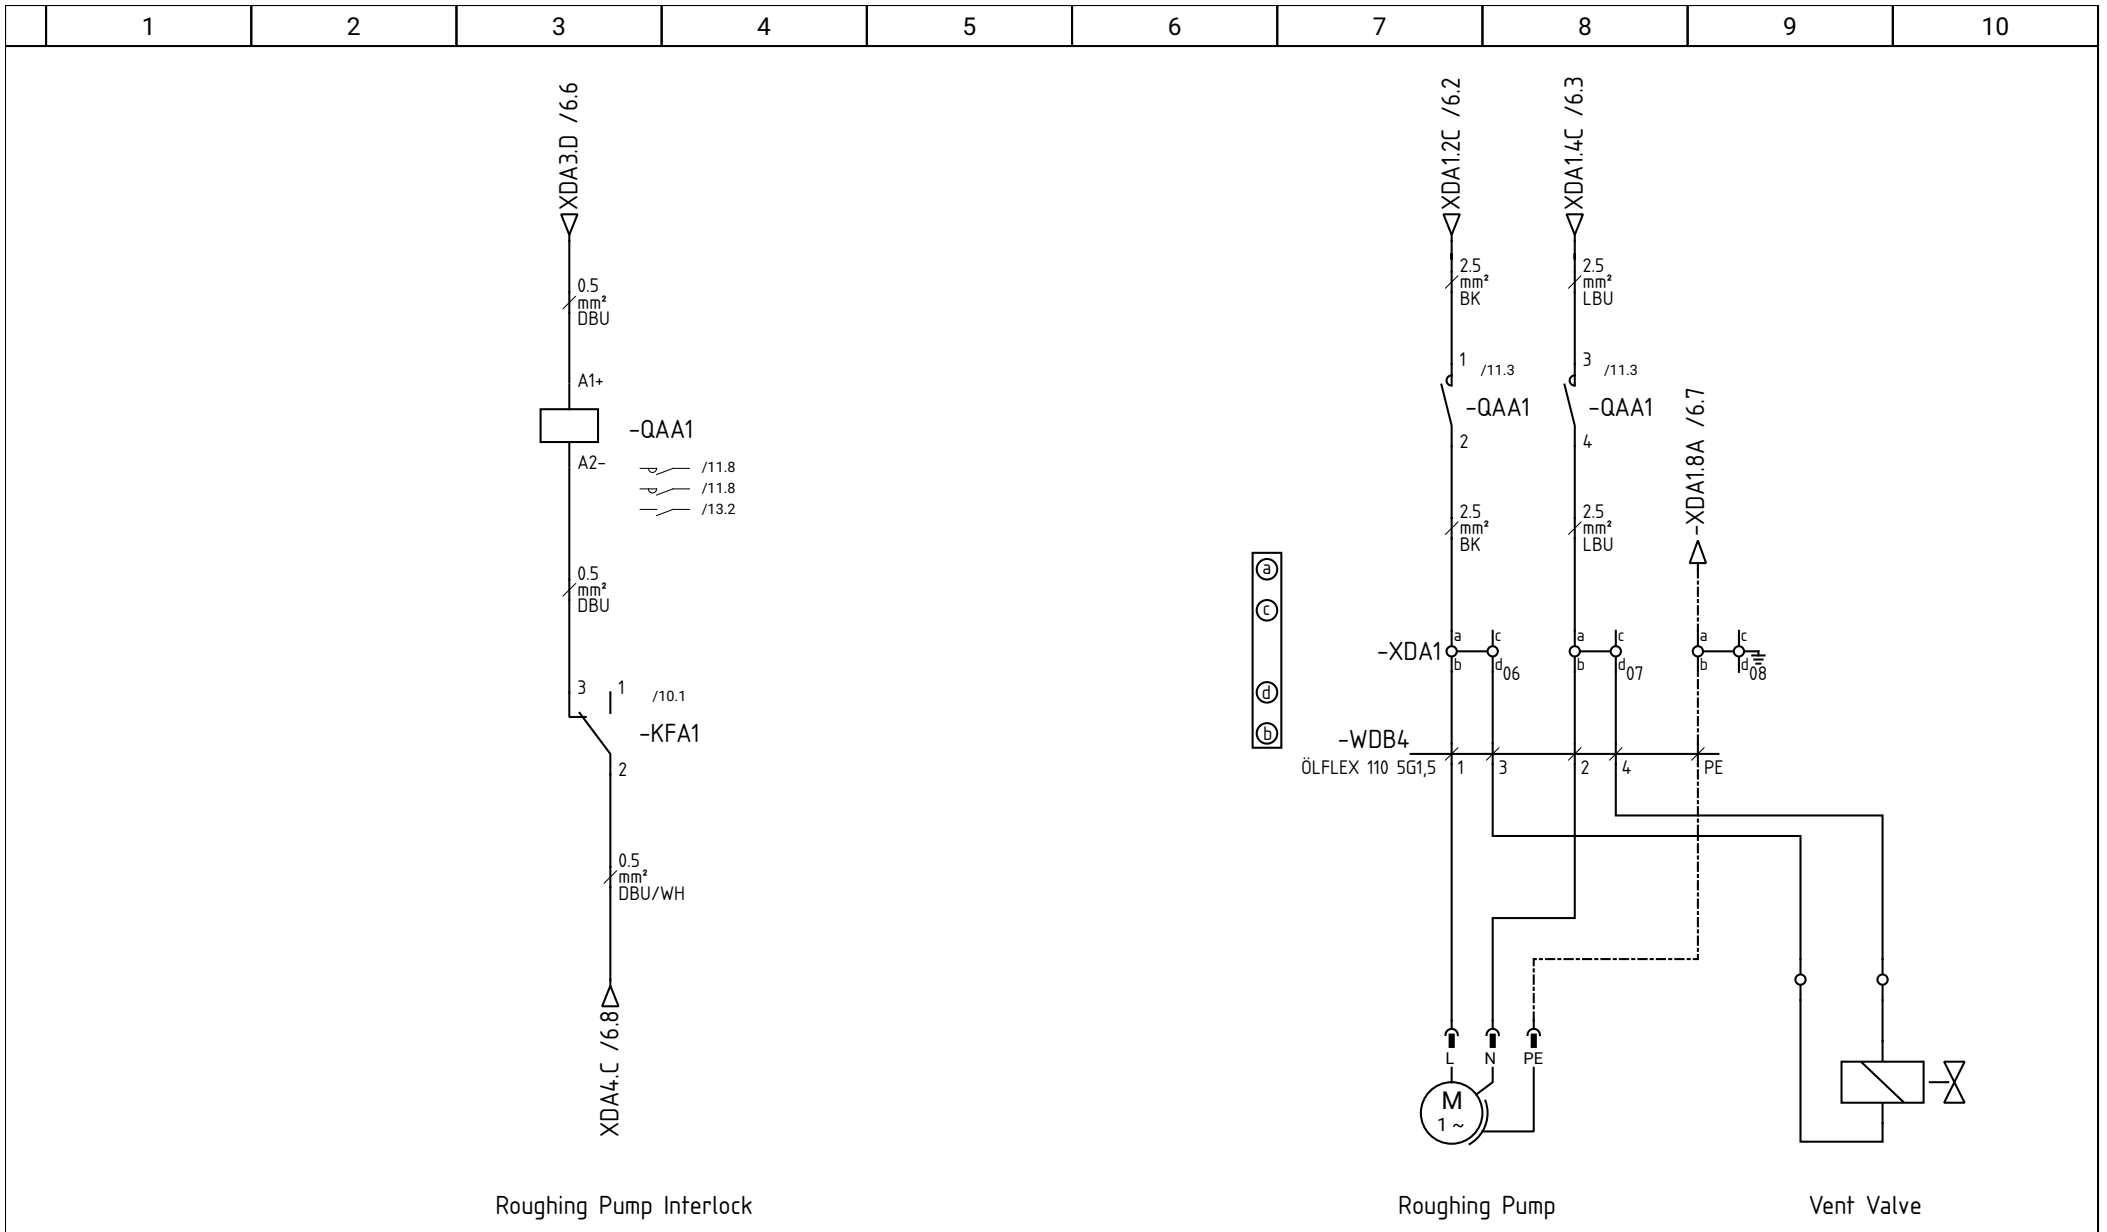 1 2 3 4 5 6 7 8 9 10
XDA3.D /6.6
0.5
mm²
DBU
A1+
-QAA1
A2-
/11.8
/11.8
/13.2
0.5
mm²
DBU
3 1 /10.1
-KFA1
2
0.5
mm²
DBU/WH
XDA4.C /6.8
Roughing Pump Interlock
XDA1.2C /6.2
XDA1.4C /6.3
2.5
mm²
BK
2.5
mm²
LBU
1 /11.3
-QAA1
2
3 /11.3
-QAA1
4
-XDA1.8A /6.7
2.5
mm²
BK
2.5
mm²
LBU
a
c
d
b
-XDA1
a c
b d 06
a c
b d 07
a c
b d 08
-WDB4
ÖLFLEX 110 5G1,5 1 3 2 4 PE
L N PE
M
1 ~
Roughing Pump
Vent Valve